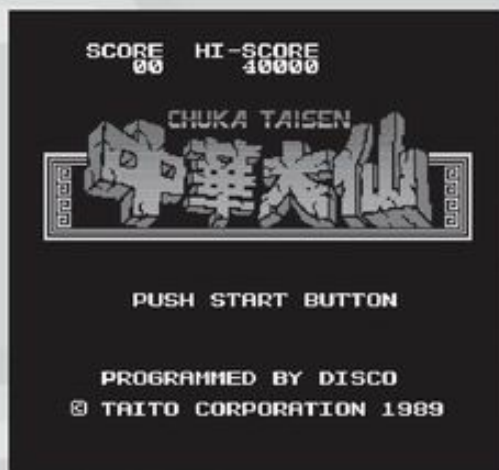 SCORE HI-SCORE
00 40000
CHUKA TAISEN
中華大仙
PUSH START BUTTON
PROGRAMMED BY DISCO
© TAITO CORPORATION 1989